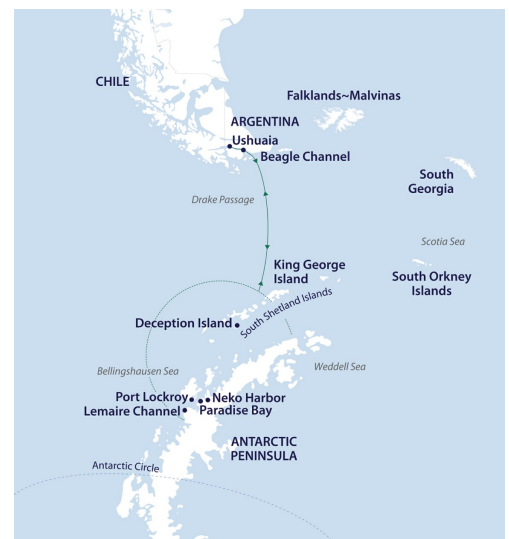 CHILE
Falklands~Malvinas
ARGENTINA
Ushuaia
Beagle Channel
South
Georgia
Drake Passage
Scotia Sea
King George
Island
South Orkney
Islands
South Shetland Islands
Deception Island
Weddell Sea
Bellingshausen Sea
Port Lockroy
Neko Harbor
Lemaire Channel
Paradise Bay
ANTARCTIC
PENINSULA
Antarctic Circle